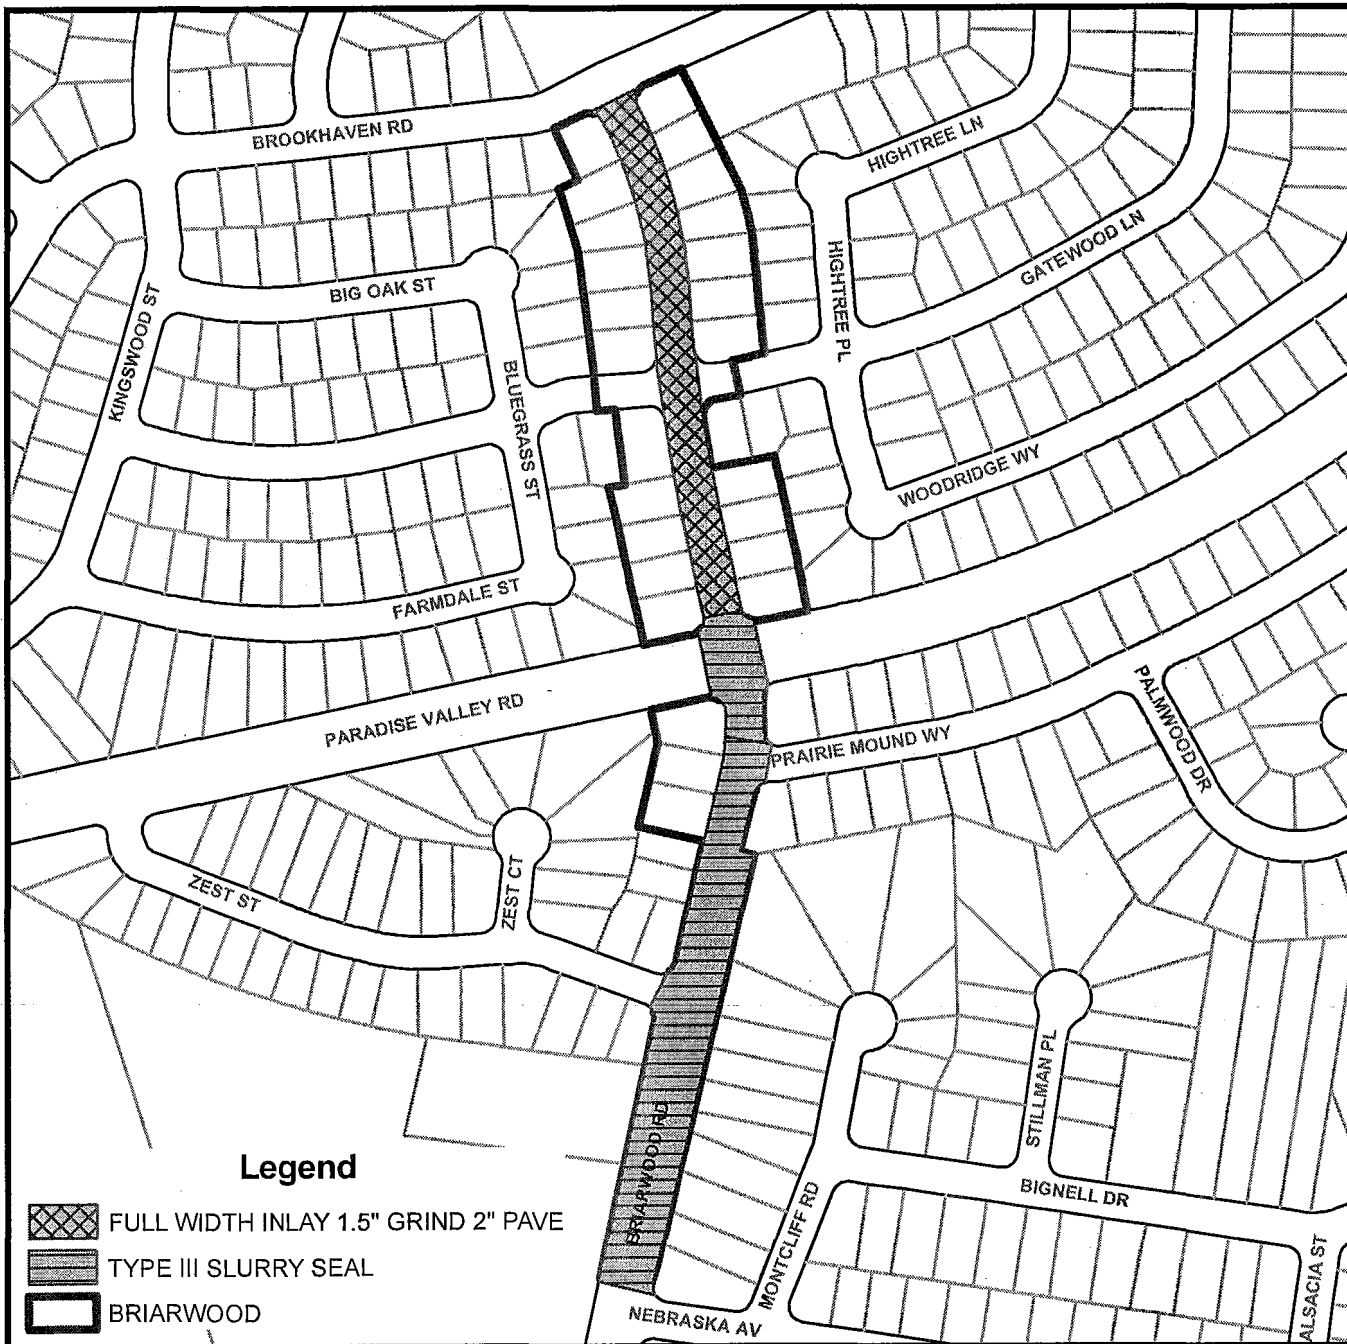 BROOKHAVEN RD
HIGHTREE LN
GATEWOOD LN
HIGHTREE PL
BIG OAK ST
KINGSWOOD ST
BLUEGRASS ST
WOODRIDGE WY
FARMDALE ST
PARADISE VALLEY RD
PRAIRIE MOUND WY
PALMWOOD DR
ZEST ST
ZEST CT
STILLMAN PL
BRIARWOOD RD
MONTCLIFF RD
BIGNELL DR
ALSACIA ST
NEBRASKA AV
Legend
FULL WIDTH INLAY 1.5" GRIND 2" PAVE
TYPE III SLURRY SEAL
BRIARWOOD